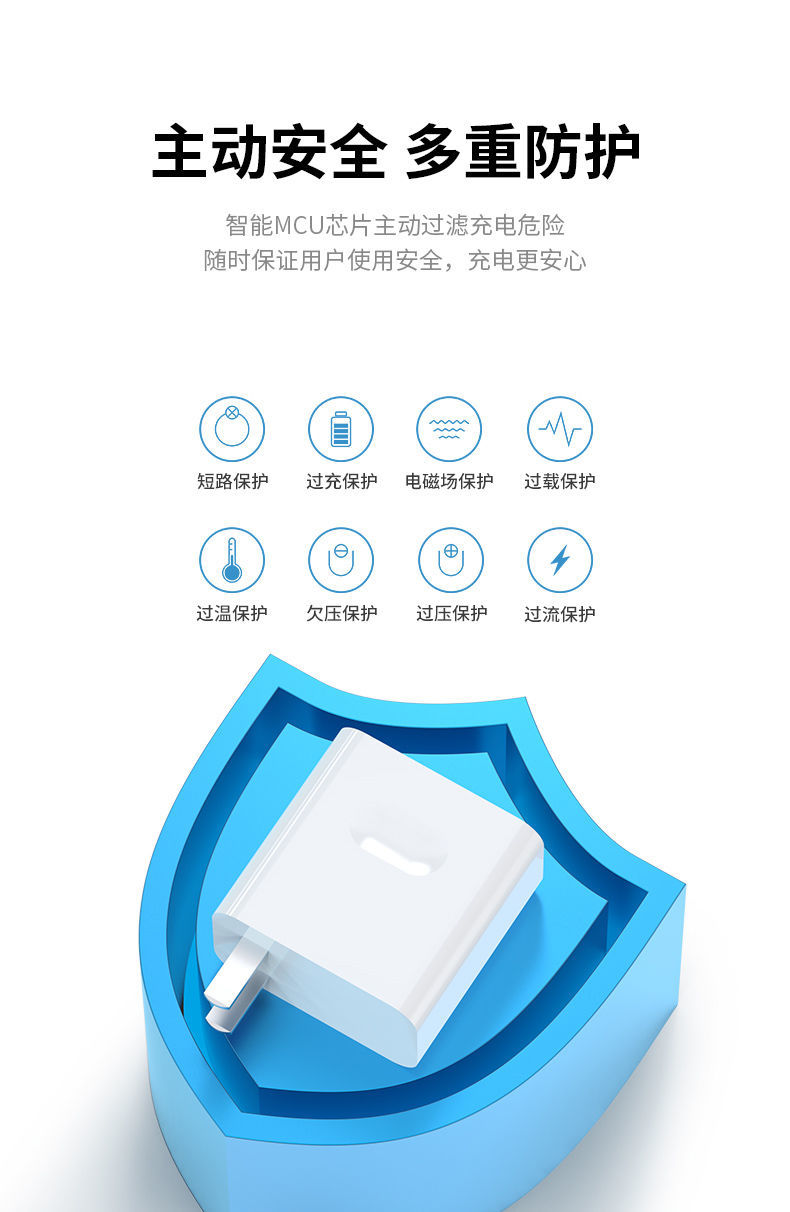 主动安全 多重防护
智能MCU芯片主动过滤充电危险
随时保证用户使用安全，充电更安心
短路保护 过充保护 电磁场保护 过载保护
过温保护 欠压保护 过压保护 过流保护